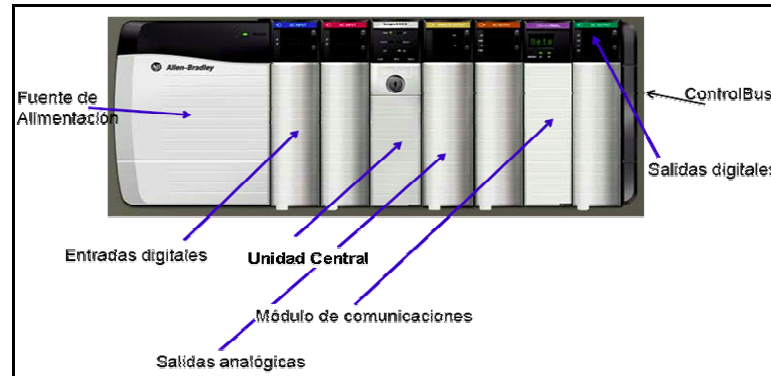 Allen-Bradley
Fuente de
Alimentación
ControlBus
Salidas digitales
Entradas digitales
Unidad Central
Módulo de comunicaciones
Salidas analógicas